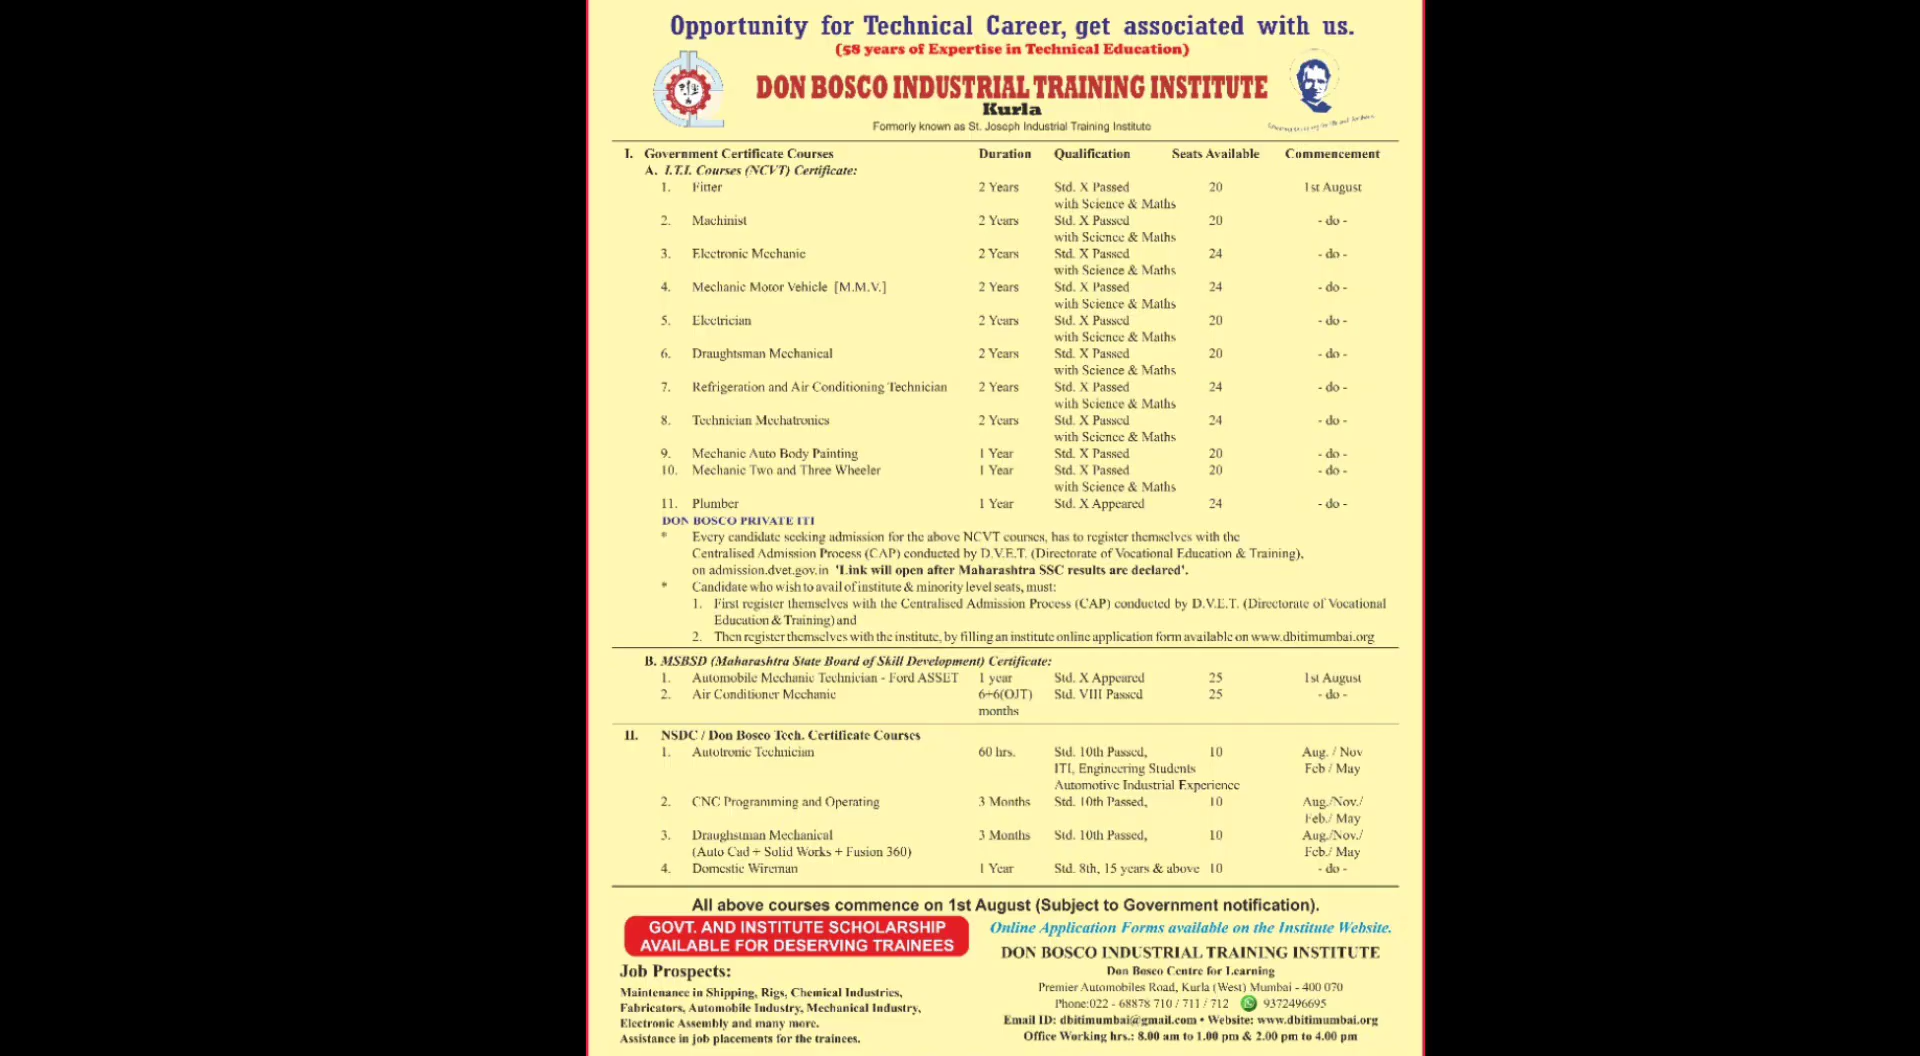 Opportunity for Technical Career, get associated with us.
(58 years of Expertise in Technical Education)
DON BOSCO INDUSTRIAL TRAINING INSTITUTE
Kurla
Formerly known as St. Joseph Industrial Training Institute
I. Government Certificate Courses Duration Qualification Seats Available Commencement
A. I.T.I. Courses (NCVT) Certificate:
1. Fitter 2 Years Std. X Passed 20 1st August
with Science & Maths
2. Machinist 2 Years Std. X Passed 20 - do -
with Science & Maths
3. Electronic Mechanic 2 Years Std. X Passed 24 - do -
with Science & Maths
4. Mechanic Motor Vehicle [M.M.V.] 2 Years Std. X Passed 24 - do -
with Science & Maths
5. Electrician 2 Years Std. X Passed 20 - do -
with Science & Maths
6. Draughtsman Mechanical 2 Years Std. X Passed 20 - do -
with Science & Maths
7. Refrigeration and Air Conditioning Technician 2 Years Std. X Passed 24 - do -
with Science & Maths
8. Technician Mechatronics 2 Years Std. X Passed 24 - do -
with Science & Maths
9. Mechanic Auto Body Painting 1 Year Std. X Passed 20 - do -
10. Mechanic Two and Three Wheeler 1 Year Std. X Passed 20 - do -
with Science & Maths
11. Plumber 1 Year Std. X Appeared 24 - do -
DON BOSCO PRIVATE ITI
* Every candidate seeking admission for the above NCVT courses, has to register themselves with the
Centralised Admission Process (CAP) conducted by D.V.E.T. (Directorate of Vocational Education & Training),
on admission.dvet.gov.in 'Link will open after Maharashtra SSC results are declared'.
* Candidate who wish to avail of institute & minority level seats, must:
1. First register themselves with the Centralised Admission Process (CAP) conducted by D.V.E.T. (Directorate of Vocational
Education & Training) and
2. Then register themselves with the institute, by filling an institute online application form available on www.dbitimumbai.org
B. MSBSD (Maharashtra State Board of Skill Development) Certificate:
1. Automobile Mechanic Technician - Ford ASSET 1 year Std. X Appeared 25 1st August
2. Air Conditioner Mechanic 6+6(OJT) Std. VIII Passed 25 - do -
months
II. NSDC / Don Bosco Tech. Certificate Courses
1. Autotronic Technician 60 hrs. Std. 10th Passed, 10 Aug. / Nov
ITI, Engineering Students Feb / May
Automotive Industrial Experience
2. CNC Programming and Operating 3 Months Std. 10th Passed, 10 Aug./Nov./
Feb./ May
3. Draughstman Mechanical 3 Months Std. 10th Passed, 10 Aug./Nov./
(Auto Cad + Solid Works + Fusion 360) Feb./ May
4. Domestic Wireman 1 Year Std. 8th, 15 years & above 10 - do -
All above courses commence on 1st August (Subject to Government notification).
GOVT. AND INSTITUTE SCHOLARSHIP
AVAILABLE FOR DESERVING TRAINEES
Job Prospects:
Maintenance in Shipping, Rigs, Chemical Industries,
Fabricators, Automobile Industry, Mechanical Industry,
Electronic Assembly and many more.
Assistance in job placements for the trainees.
Online Application Forms available on the Institute Website.
DON BOSCO INDUSTRIAL TRAINING INSTITUTE
Don Bosco Centre for Learning
Premier Automobiles Road, Kurla (West) Mumbai - 400 070
Phone:022 - 68878 710 / 711 / 712 9372496695
Email ID: dbitimumbai@gmail.com • Website: www.dbitimumbai.org
Office Working hrs.: 8.00 am to 1.00 pm & 2.00 pm to 4.00 pm